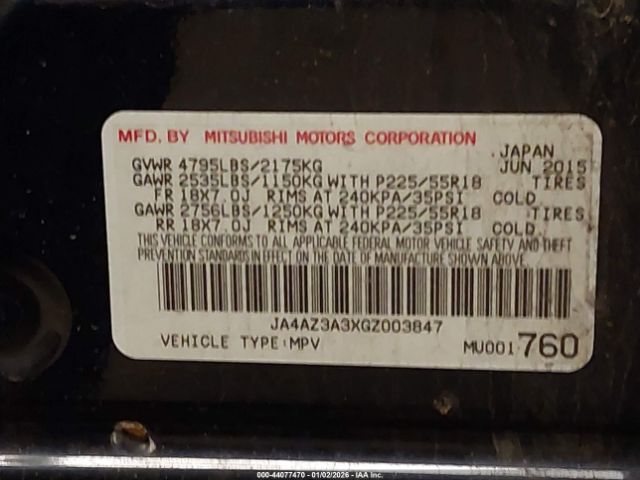 MFD. BY MITSUBISHI MOTORS CORPORATION
JAPAN
GVWR 4795LBS/2175KG JUN 2015
GAWR 2535LBS/1150KG WITH P225/55R18 TIRES
FR 18X7.0J RIMS AT 240KPA/35PSI COLD
GAWR 2756LBS/1250KG WITH P225/55R18 TIRES
RR 18X7.0J RIMS AT 240KPA/35PSI COLD.
THIS VEHICLE CONFORMS TO ALL APPLICABLE FEDERAL MOTOR VEHICLE SAFETY AND THEFT
PREVENTION STANDARDS IN EFFECT ON THE DATE OF MANUFACTURE SHOWN ABOVE.
JA4AZ3A3XGZ003847
VEHICLE TYPE:MPV MU001760
000-44077470 - 01/02/2026 - IAA Inc.